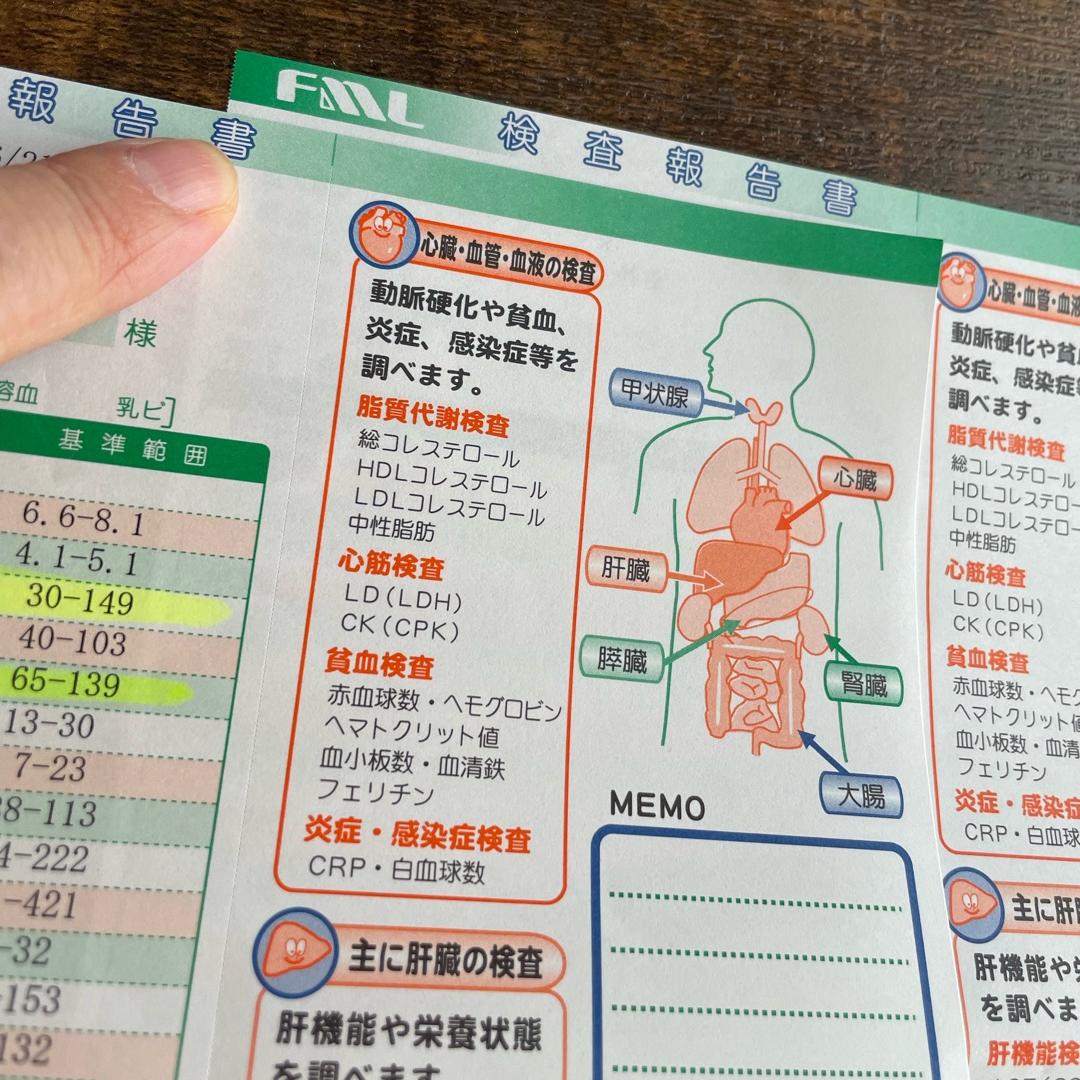 報告書
様
溶血 乳ビ]
基準範囲
6.6-8.1
4.1-5.1
30-149
40-103
65-139
13-30
7-23
8-113
4-222
-421
-32
-153
132
FML 検査報告書
心臓・血管・血液の検査
動脈硬化や貧血、
炎症、感染症等を
調べます。
脂質代謝検査
総コレステロール
HDLコレステロール
LDLコレステロール
中性脂肪
心筋検査
LD(LDH)
CK(CPK)
貧血検査
赤血球数・ヘモグロビン
ヘマトクリット値
血小板数・血清鉄
フェリチン
炎症・感染症検査
CRP・白血球数
主に肝臓の検査
肝機能や栄養状態
を調べます
甲状腺
心臓
肝臓
膵臓
腎臓
大腸
MEMO
心臓・血管・血
動脈硬化や貧
炎症、感染症
調べます。
脂質代謝検査
総コレステロール
HDLコレステロー
LDLコレステロー
中性脂肪
心筋検査
LD(LDH)
CK(CPK)
貧血検査
赤血球数・ヘモ
ヘマトクリット値
血小板数・血清
フェリチン
炎症・感染症
CRP・白血球
主に肝
肝機能や
を調べま
肝機能検